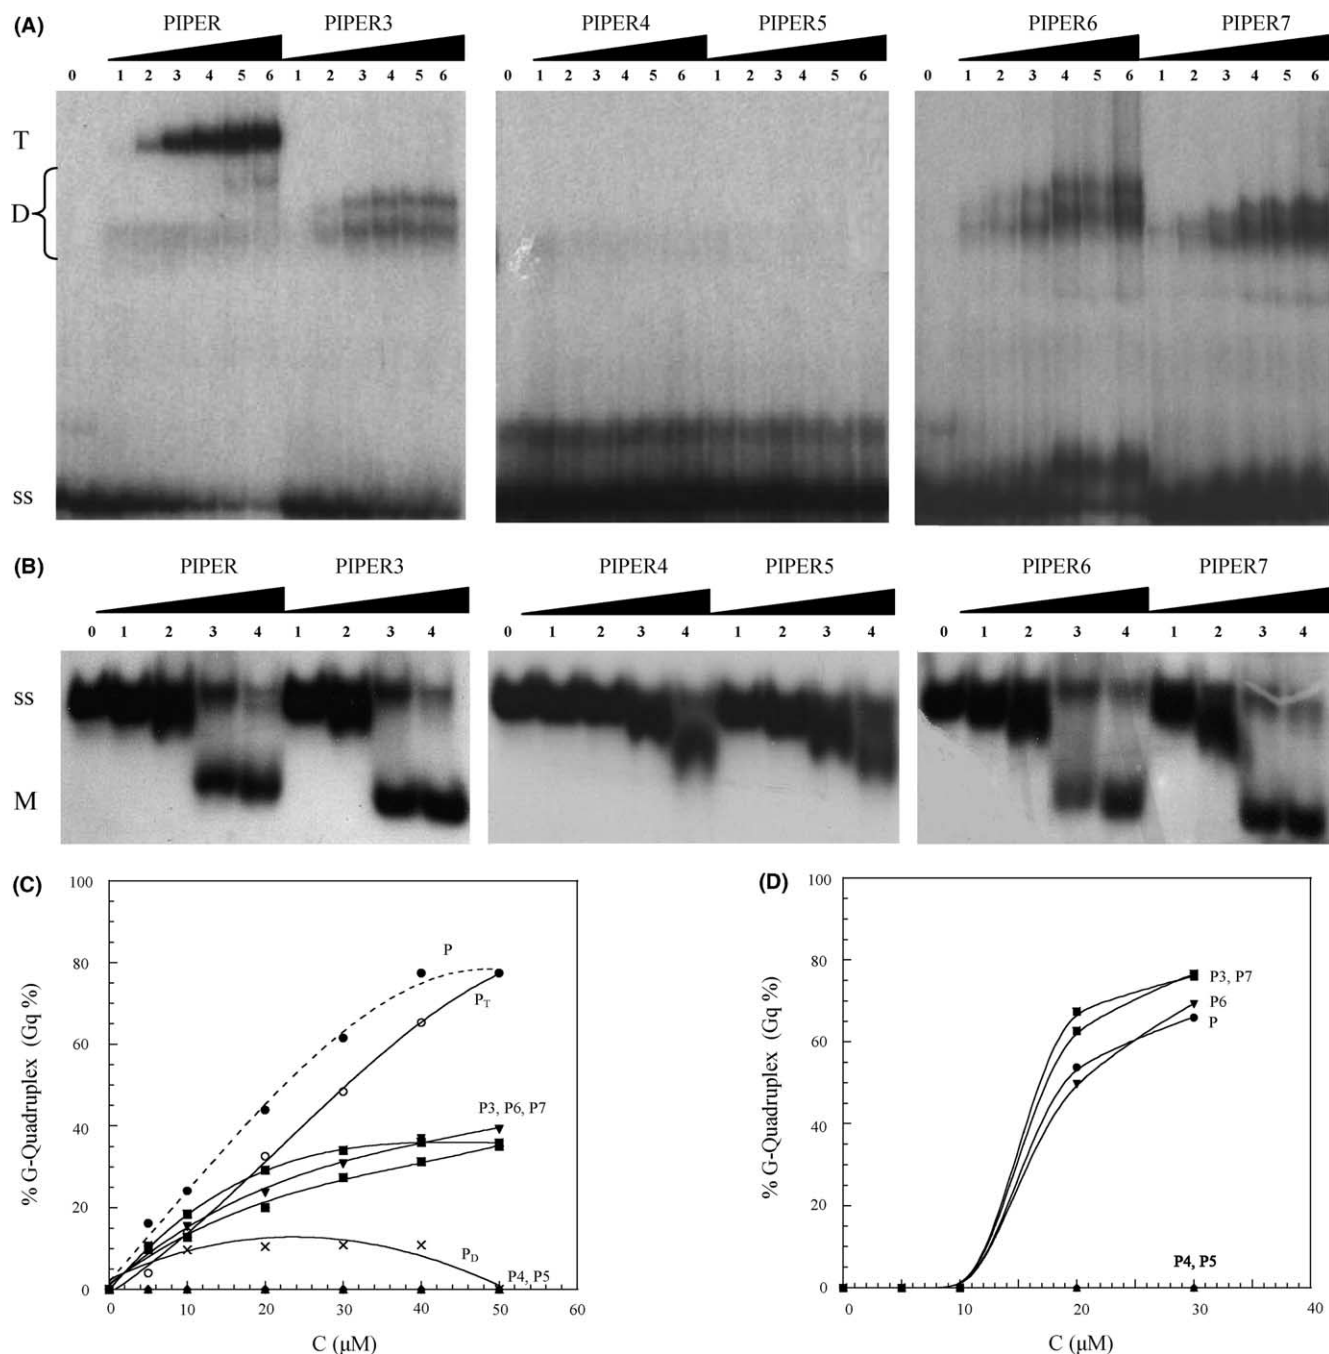 (A)
PIPER PIPER3 PIPER4 PIPER5 PIPER6 PIPER7
0 1 2 3 4 5 6 1 2 3 4 5 6 0 1 2 3 4 5 6 1 2 3 4 5 6 0 1 2 3 4 5 6 1 2 3 4 5 6
T
D
ss
(B)
PIPER PIPER3 PIPER4 PIPER5 PIPER6 PIPER7
0 1 2 3 4 1 2 3 4 0 1 2 3 4 1 2 3 4 0 1 2 3 4 1 2 3 4
ss
M
(C)
% G-Quadruplex (Gq %)
100
80
60
40
20
0
P
PT
P3, P6, P7
PD
P4, P5
0 10 20 30 40 50 60
C (μM)
(D)
% G-Quadruplex (Gq %)
100
80
60
40
20
0
P3, P7
P6
P
P4, P5
0 10 20 30 40
C (μM)